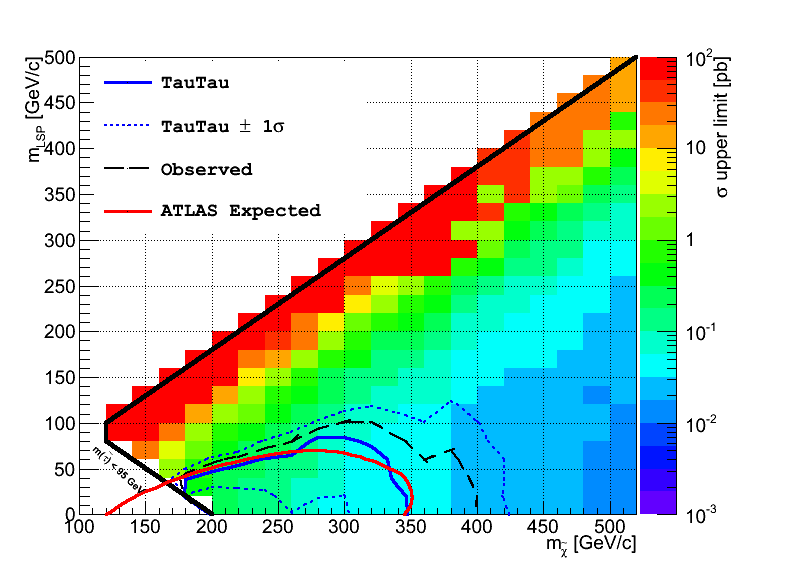 m_LSP [GeV/c]
500
450
400
350
300
250
200
150
100
50
0
TauTau
TauTau ± 1σ
Observed
ATLAS Expected
m(τ̃) < 95 GeV
100 150 200 250 300 350 400 450 500
m_χ̃ [GeV/c]
10^2
10
1
10^-1
10^-2
10^-3
σ upper limit [pb]